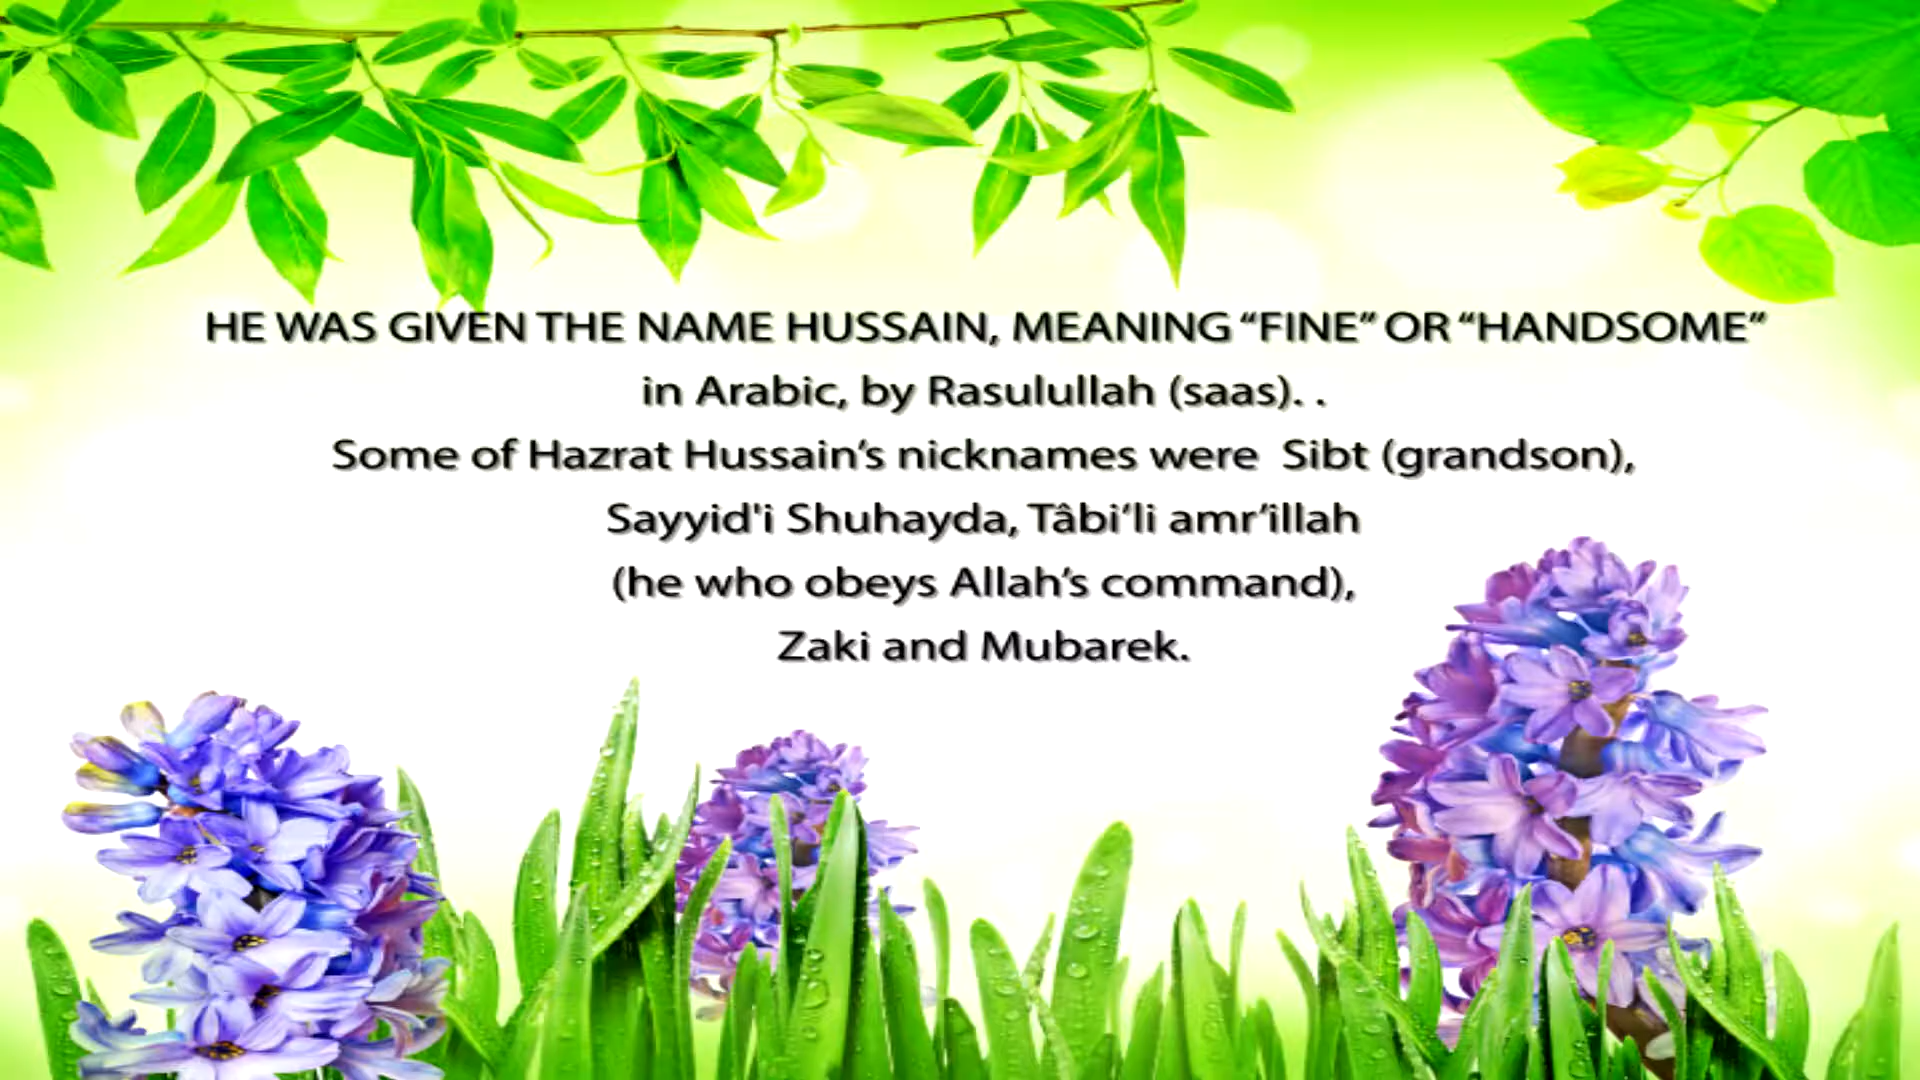 HE WAS GIVEN THE NAME HUSSAIN, MEANING “FINE” OR “HANDSOME”
in Arabic, by Rasulullah (saas). .
Some of Hazrat Hussain’s nicknames were  Sibt (grandson),
Sayyid'i Shuhayda, Tâbi‘li amr’illah
(he who obeys Allah’s command),
Zaki and Mubarek.